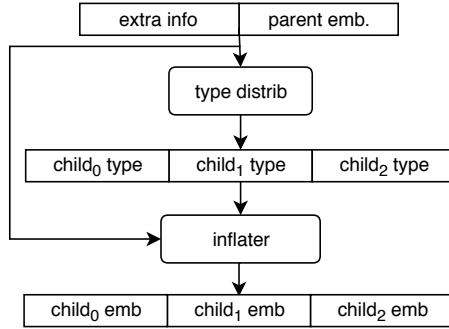 extra info parent emb.
type distrib
child₀ type child₁ type child₂ type
inflater
child₀ emb child₁ emb child₂ emb